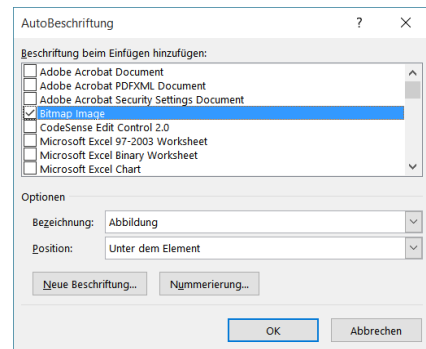 AutoBeschriftung ?
Beschriftung beim Einfügen hinzufügen:
Adobe Acrobat Document
Adobe Acrobat PDFXML Document
Adobe Acrobat Security Settings Document
Bitmap Image
CodeSense Edit Control 2.0
Microsoft Excel 97-2003 Worksheet
Microsoft Excel Binary Worksheet
Microsoft Excel Chart
Optionen
Bezeichnung: Abbildung
Position: Unter dem Element
Neue Beschriftung... Nummerierung...
OK Abbrechen